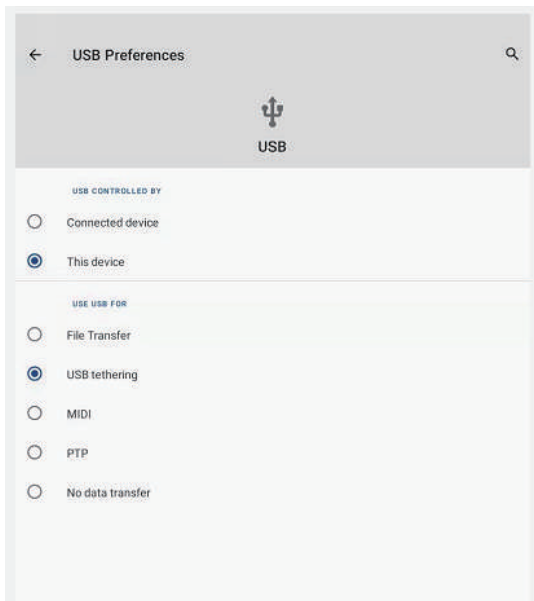 USB Preferences
USB
USB CONTROLLED BY
Connected device
This device
USE USB FOR
File Transfer
USB tethering
MIDI
PTP
No data transfer